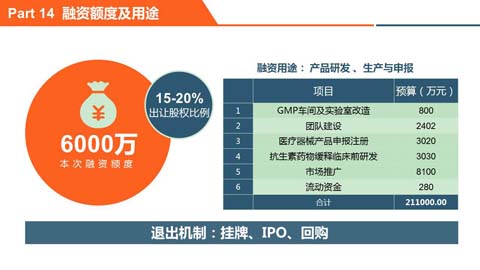 Part 14 融资额度及用途
¥
6000万
本次融资额度
15-20%
出让股权比例
融资用途： 产品研发 、生产与申报
项目 预算（万元）
1 GMP车间及实验室改造 800
2 团队建设 2402
3 医疗器械产品申报注册 3020
4 抗生素药物缓释临床前研发 3030
5 市场推广 8100
6 流动资金 280
合计 211000.00
退出机制：挂牌、IPO、回购